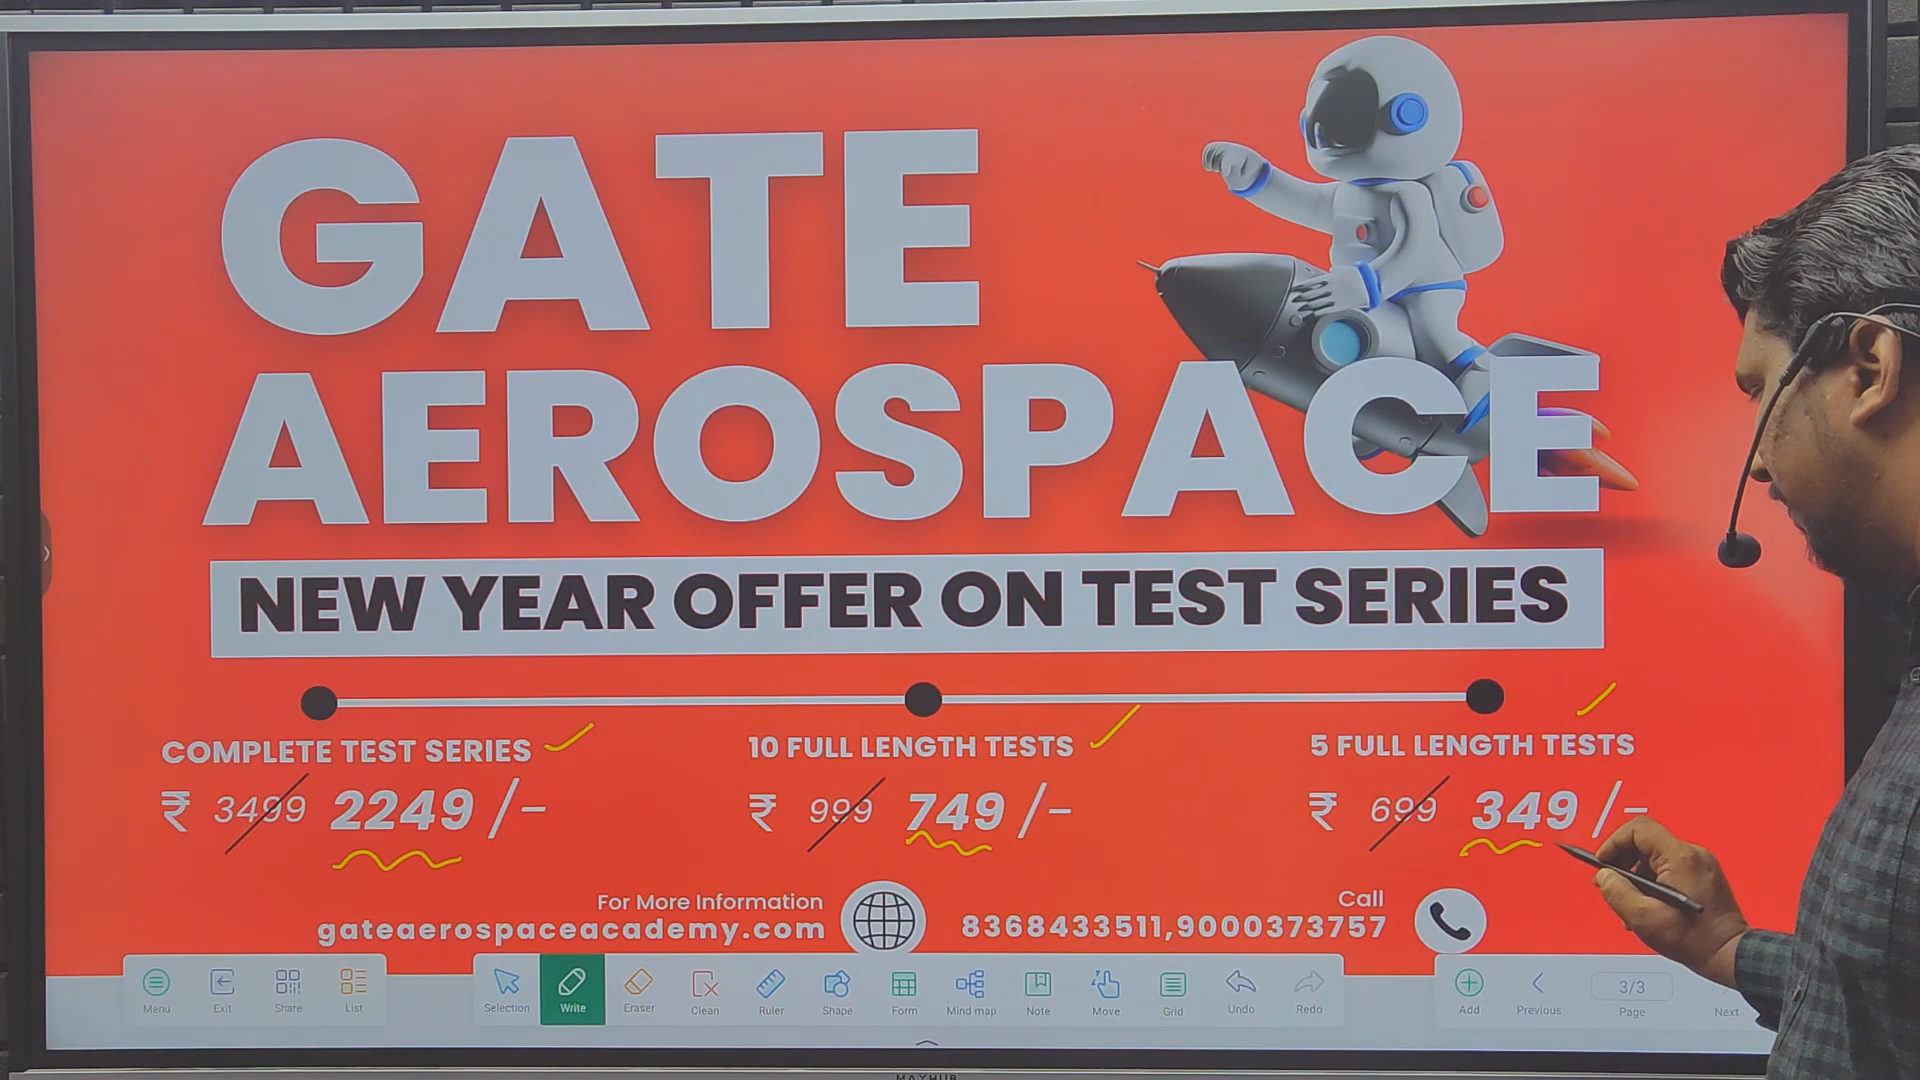 GATE
AEROSPACE
NEW YEAR OFFER ON TEST SERIES
COMPLETE TEST SERIES
₹ 3499 2249 /-
10 FULL LENGTH TESTS
₹ 999 749 /-
5 FULL LENGTH TESTS
₹ 699 349 /-
For More Information
gateaerospaceacademy.com
Call
8368433511,9000373757
Menu Exit Share List Selection Write Eraser Clean Ruler Shape Form Mind map Note Move Grid Undo Redo Add Previous 3/3 Page Next
MAXHUB